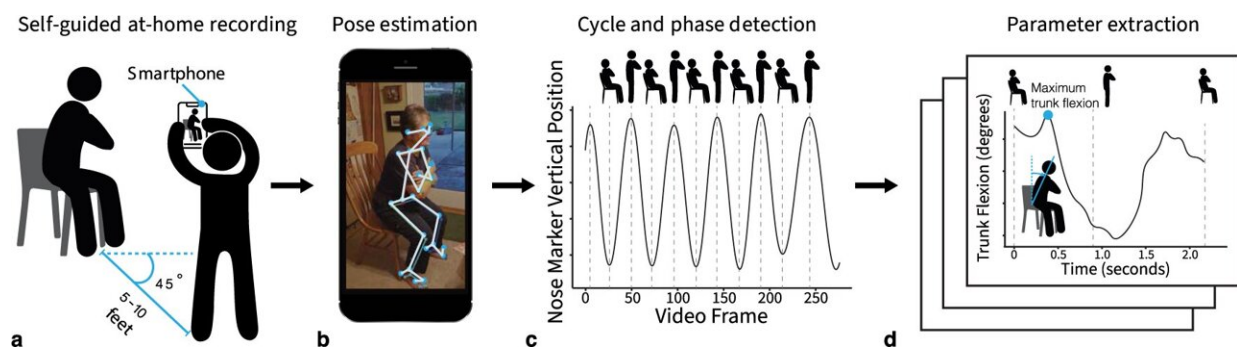 Self-guided at-home recording
Smartphone
45°
5-10
feet
a
Pose estimation
b
Cycle and phase detection
Nose Marker Vertical Position
0 50 100 150 200 250
Video Frame
c
Parameter extraction
Maximum
trunk flexion
Trunk Flexion (degrees)
0 0.5 1.0 1.5 2.0
Time (seconds)
d